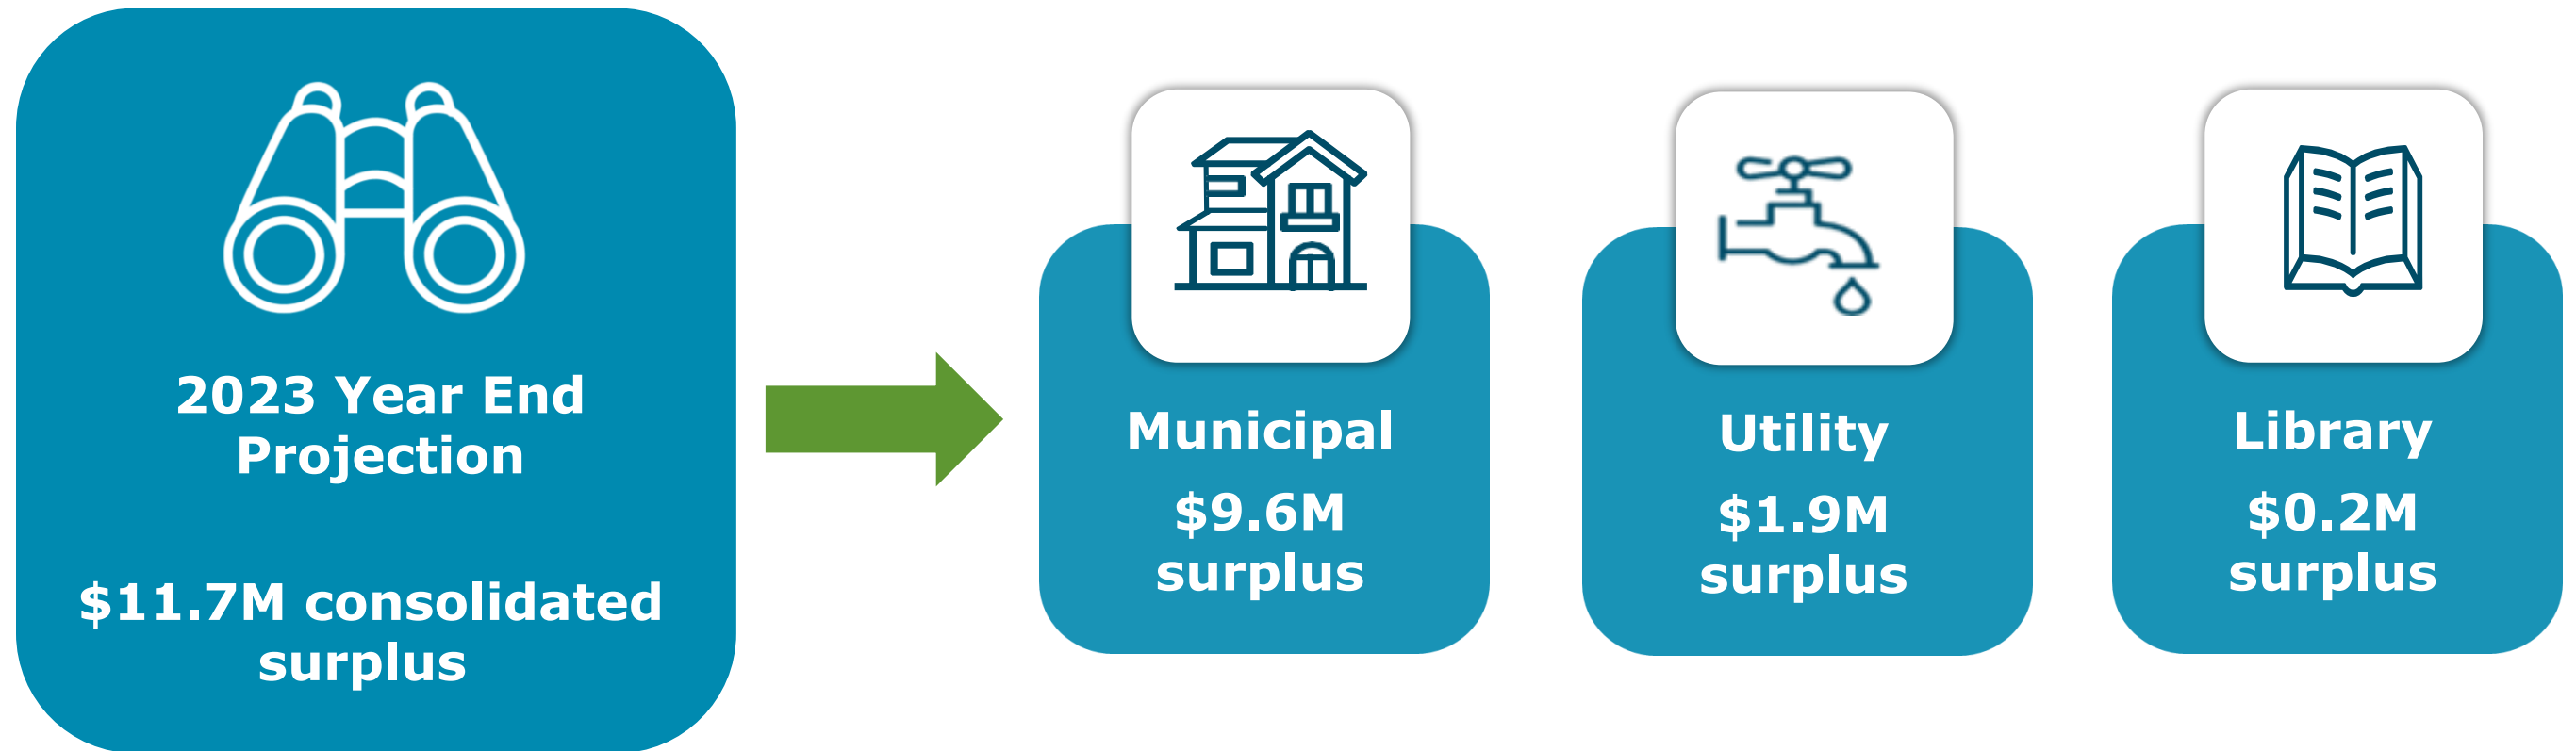 2023 Year End
Projection
$11.7M consolidated
surplus
Municipal
$9.6M
surplus
Utility
$1.9M
surplus
Library
$0.2M
surplus